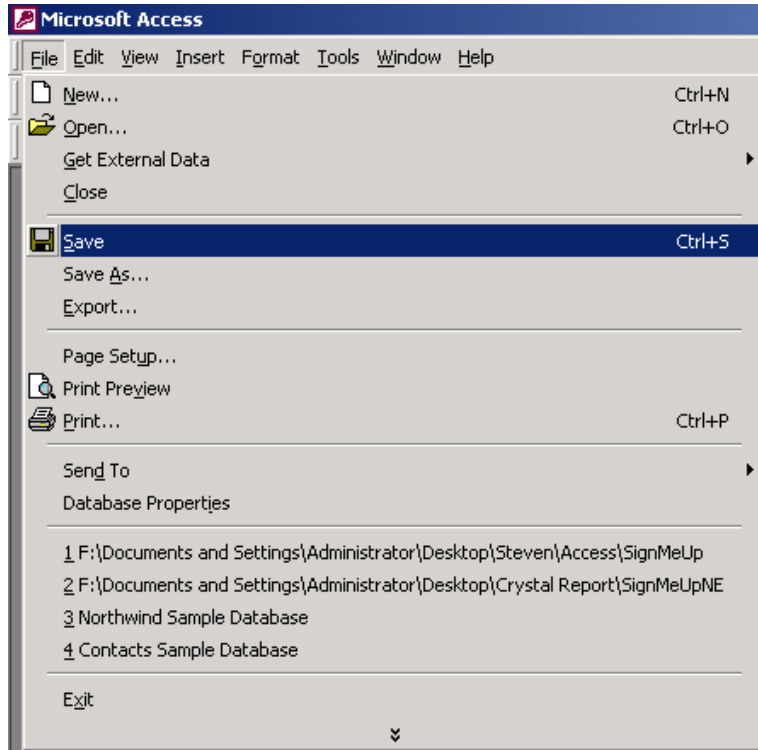 Microsoft Access
File Edit View Insert Format Tools Window Help
New... Ctrl+N
Open... Ctrl+O
Get External Data
Close
Save Ctrl+S
Save As...
Export...
Page Setup...
Print Preview
Print... Ctrl+P
Send To
Database Properties
1 F:\Documents and Settings\Administrator\Desktop\Steven\Access\SignMeUp
2 F:\Documents and Settings\Administrator\Desktop\Crystal Report\SignMeUpNE
3 Northwind Sample Database
4 Contacts Sample Database
Exit